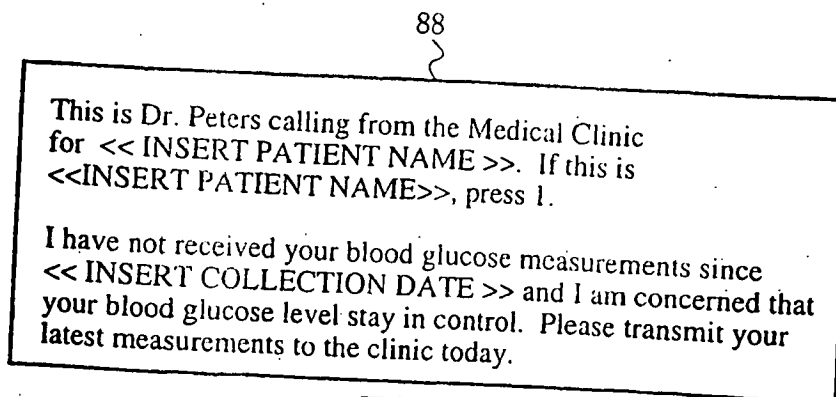 88
This is Dr. Peters calling from the Medical Clinic
for << INSERT PATIENT NAME >>. If this is
<<INSERT PATIENT NAME>>, press 1.
I have not received your blood glucose measurements since
<< INSERT COLLECTION DATE >> and I am concerned that
your blood glucose level stay in control. Please transmit your
latest measurements to the clinic today.